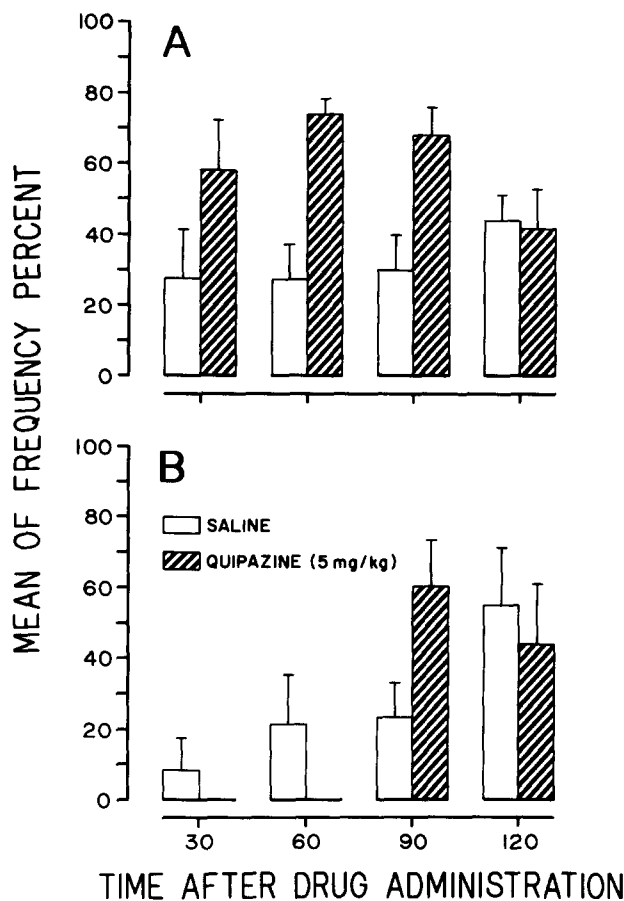 MEAN OF FREQUENCY PERCENT
A
100
80
60
40
20
0
B
100
80
60
40
20
0
SALINE
QUIPAZINE (5 mg/kg)
30 60 90 120
TIME AFTER DRUG ADMINISTRATION